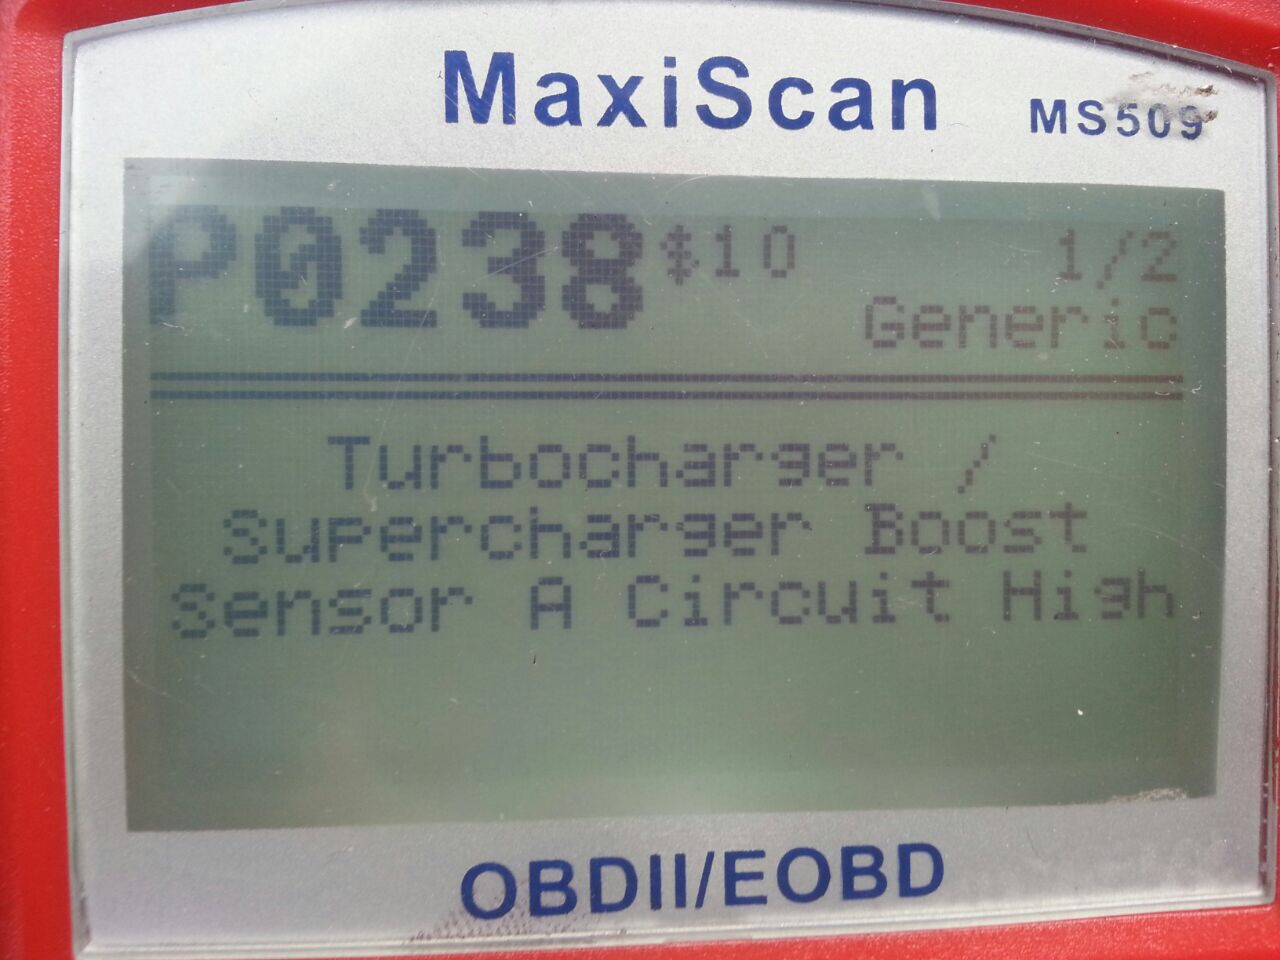 MaxiScan MS509
P0238 $10 1/2
Generic
Turbocharger /
Supercharger Boost
Sensor A Circuit High
OBDII/EOBD